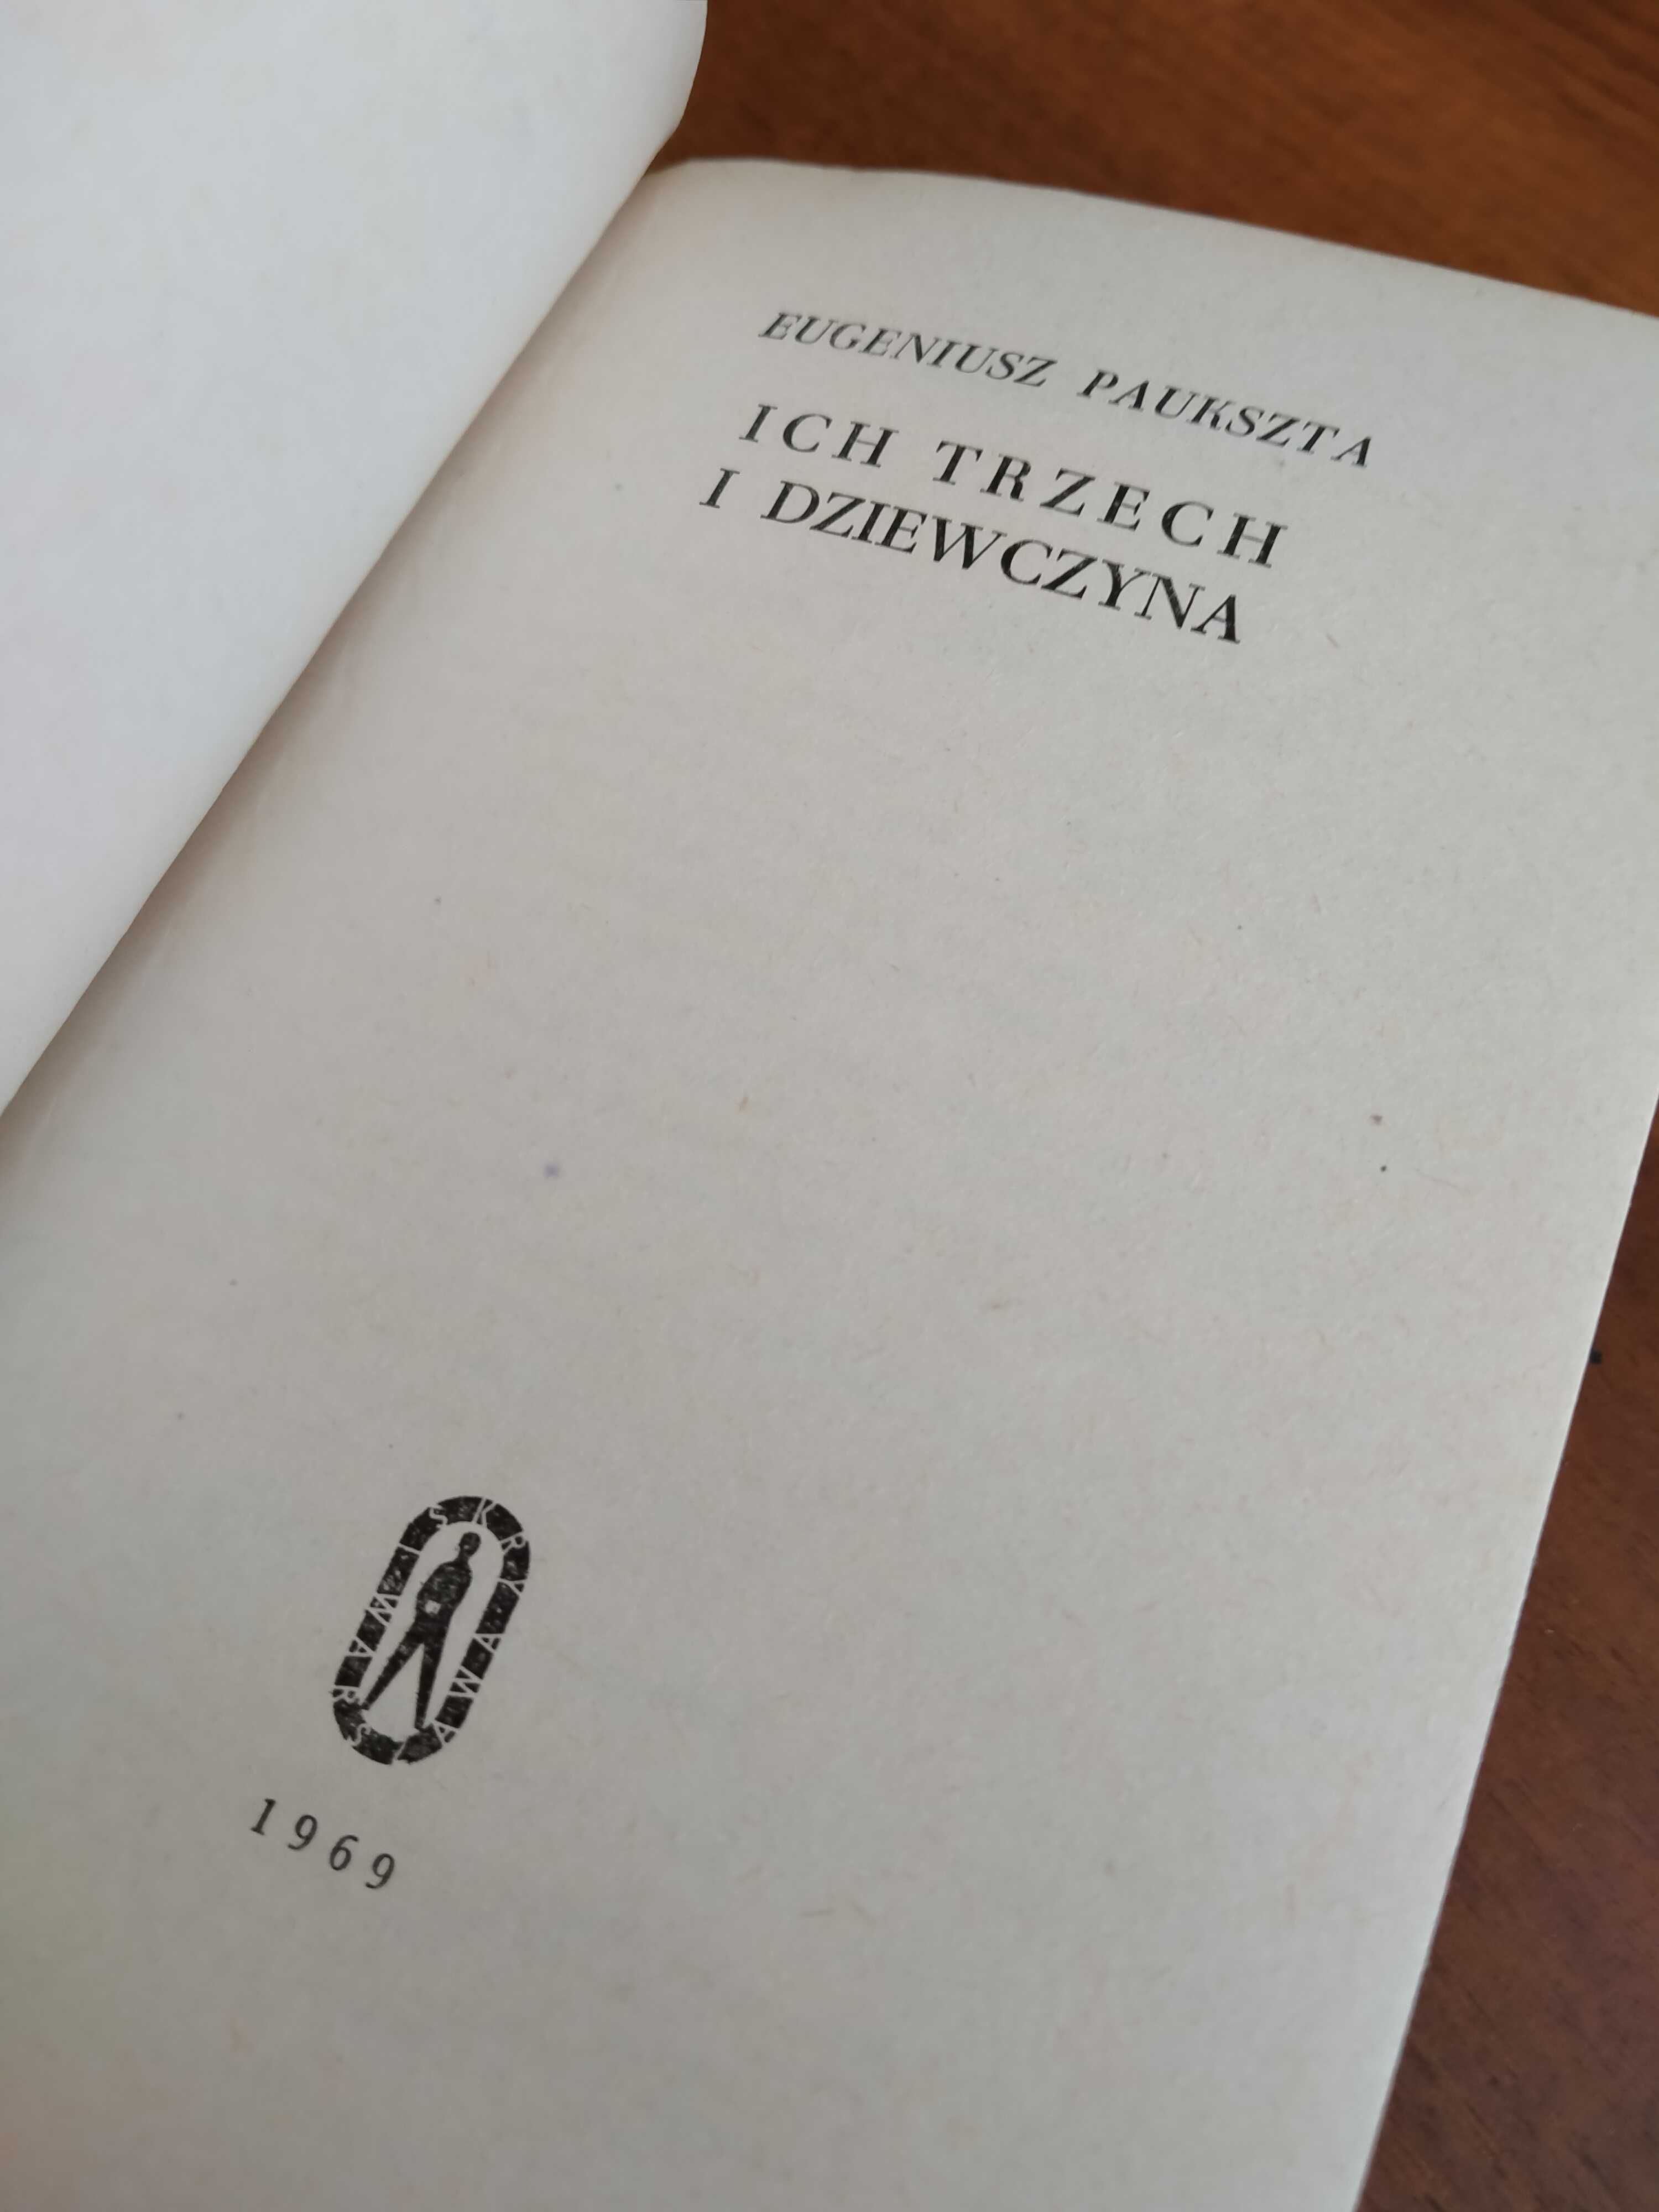 EUGENIUSZ PAUKSZTA
ICH TRZECH
I DZIEWCZYNA
ISKRY
WARSZAWA
1969